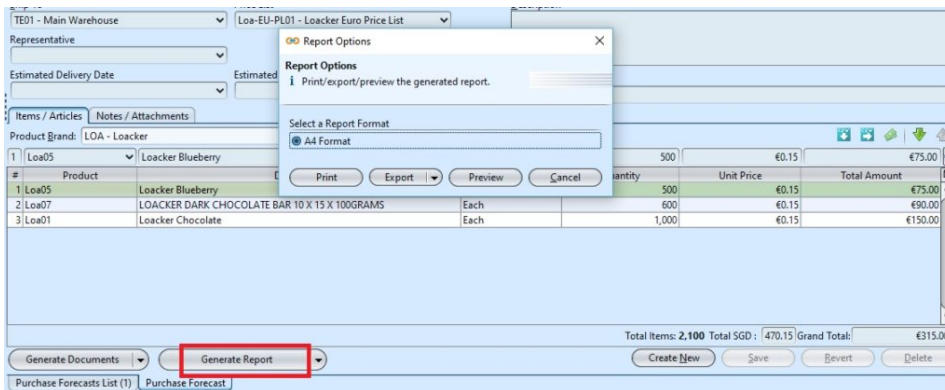 TE01 - Main Warehouse
Loa-EU-PL01 - Loacker Euro Price List
Representative
Estimated Delivery Date
Estimated
Report Options
Report Options
i Print/export/preview the generated report.
Select a Report Format
A4 Format
Print Export Preview Cancel
Items / Articles Notes / Attachments
Product Brand: LOA - Loacker
1 Loa05 Loacker Blueberry 500 €0.15 €75.00
# Product D antity Unit Price Total Amount
1 Loa05 Loacker Blueberry 500 €0.15 €75.00
2 Loa07 LOACKER DARK CHOCOLATE BAR 10 X 15 X 100GRAMS Each 600 €0.15 €90.00
3 Loa01 Loacker Chocolate Each 1,000 €0.15 €150.00
Total Items: 2,100 Total SGD : 470.15 Grand Total: €315.00
Generate Documents Generate Report Create New Save Revert Delete
Purchase Forecasts List (1) Purchase Forecast